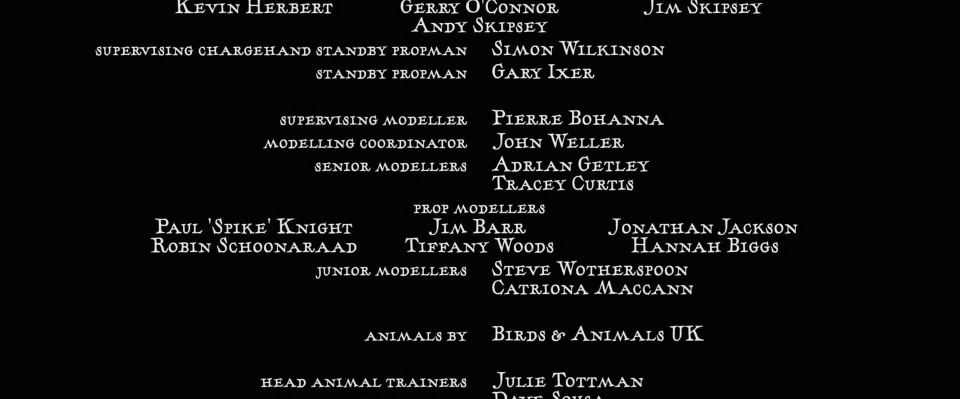 Kevin Herbert Gerry O'Connor Jim Skipsey
Andy Skipsey
supervising chargehand standby propman Simon Wilkinson
standby propman Gary Ixer
supervising modeller Pierre Bohanna
modelling coordinator John Weller
senior modellers Adrian Getley
Tracey Curtis
prop modellers
Paul 'Spike' Knight Jim Barr Jonathan Jackson
Robin Schoonaraad Tiffany Woods Hannah Biggs
junior modellers Steve Wotherspoon
Catriona Maccann
animals by Birds & Animals UK
head animal trainers Julie Tottman
Dave Sousa